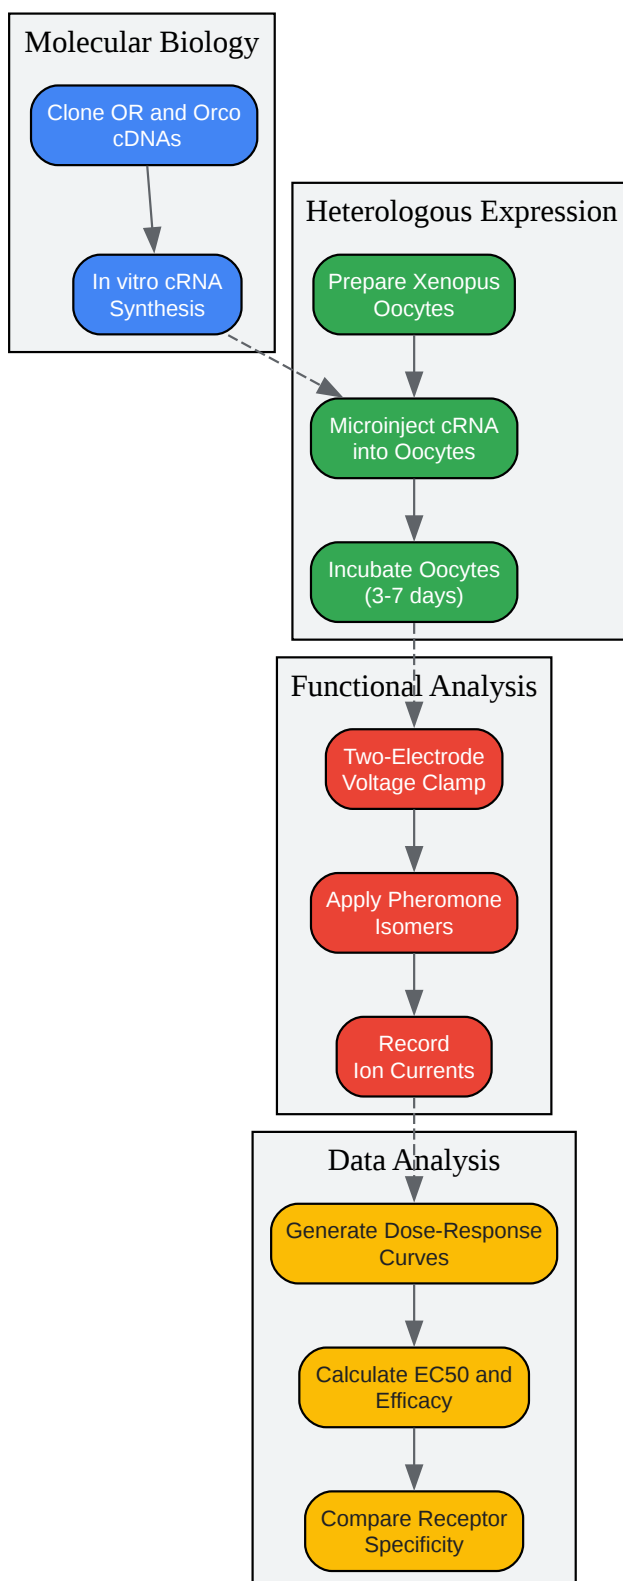 Molecular Biology
Clone OR and Orco
cDNAs
In vitro cRNA
Synthesis
Heterologous Expression
Prepare Xenopus
Oocytes
Microinject cRNA
into Oocytes
Incubate Oocytes
(3-7 days)
Functional Analysis
Two-Electrode
Voltage Clamp
Apply Pheromone
Isomers
Record
Ion Currents
Data Analysis
Generate Dose-Response
Curves
Calculate EC50 and
Efficacy
Compare Receptor
Specificity